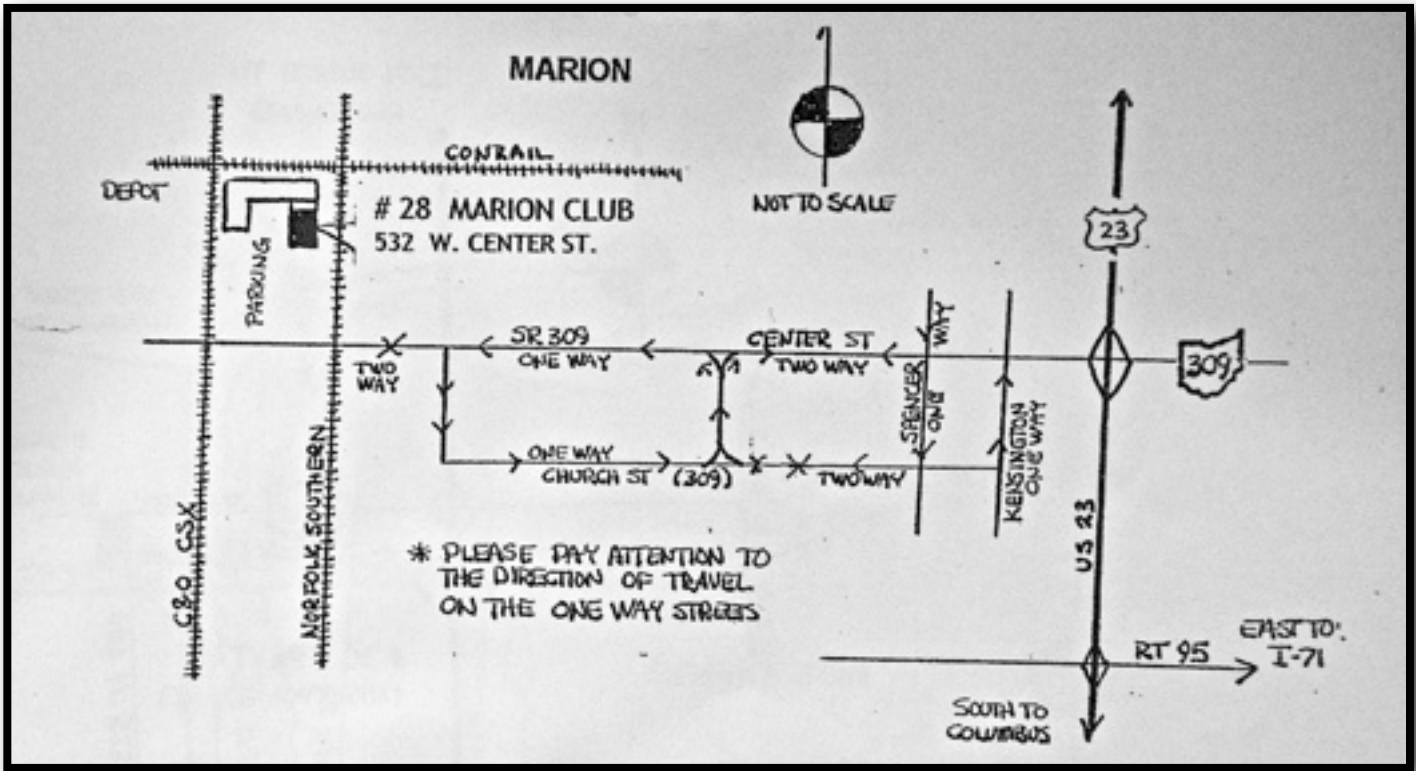 MARION
CONRAIL
DEPOT
# 28 MARION CLUB
532 W. CENTER ST.
PARKING
NOT TO SCALE
23
SR 309
ONE WAY
CENTER ST
TWO WAY
TWO
WAY
SPENCER
ONE
WAY
309
ONE WAY
CHURCH ST (309)
TWO WAY
KENSINGTON
ONE WAY
C&O CSX
NORFOLK SOUTHERN
US 23
* PLEASE PAY ATTENTION TO
THE DIRECTION OF TRAVEL
ON THE ONE WAY STREETS
RT 95
EAST TO:
I-71
SOUTH TO
COLUMBUS